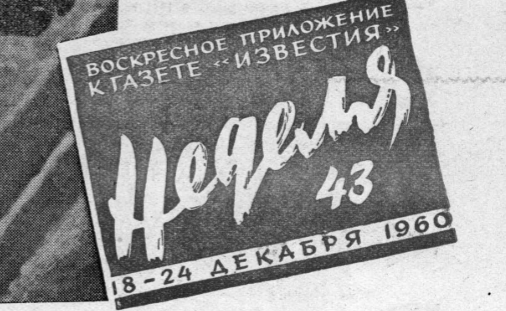 ВОСКРЕСНОЕ ПРИЛОЖЕНИЕ
К ГАЗЕТЕ «ИЗВЕСТИЯ»
Неделя
43
18-24 ДЕКАБРЯ 1960